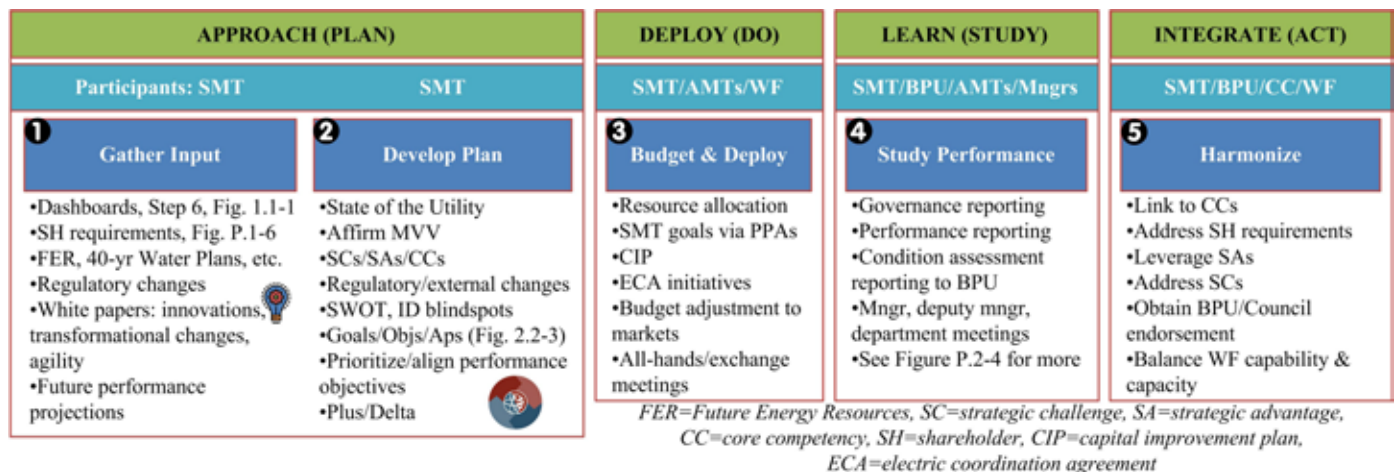 APPROACH (PLAN)
Participants: SMT
SMT
1
Gather Input
•Dashboards, Step 6, Fig. 1.1-1
•SH requirements, Fig. P.1-6
•FER, 40-yr Water Plans, etc.
•Regulatory changes
•White papers: innovations,
transformational changes,
agility
•Future performance
projections
2
Develop Plan
•State of the Utility
•Affirm MVV
•SCs/SAs/CCs
•Regulatory/external changes
•SWOT, ID blindspots
•Goals/Objs/Aps (Fig. 2.2-3)
•Prioritize/align performance
objectives
•Plus/Delta
DEPLOY (DO)
SMT/AMTs/WF
3
Budget & Deploy
•Resource allocation
•SMT goals via PPAs
•CIP
•ECA initiatives
•Budget adjustment to
markets
•All-hands/exchange
meetings
LEARN (STUDY)
SMT/BPU/AMTs/Mngrs
4
Study Performance
•Governance reporting
•Performance reporting
•Condition assessment
reporting to BPU
•Mngr, deputy mngr,
department meetings
•See Figure P.2-4 for more
INTEGRATE (ACT)
SMT/BPU/CC/WF
5
Harmonize
•Link to CCs
•Address SH requirements
•Leverage SAs
•Address SCs
•Obtain BPU/Council
endorsement
•Balance WF capability &
capacity
FER=Future Energy Resources, SC=strategic challenge, SA=strategic advantage,
CC=core competency, SH=shareholder, CIP=capital improvement plan,
ECA=electric coordination agreement